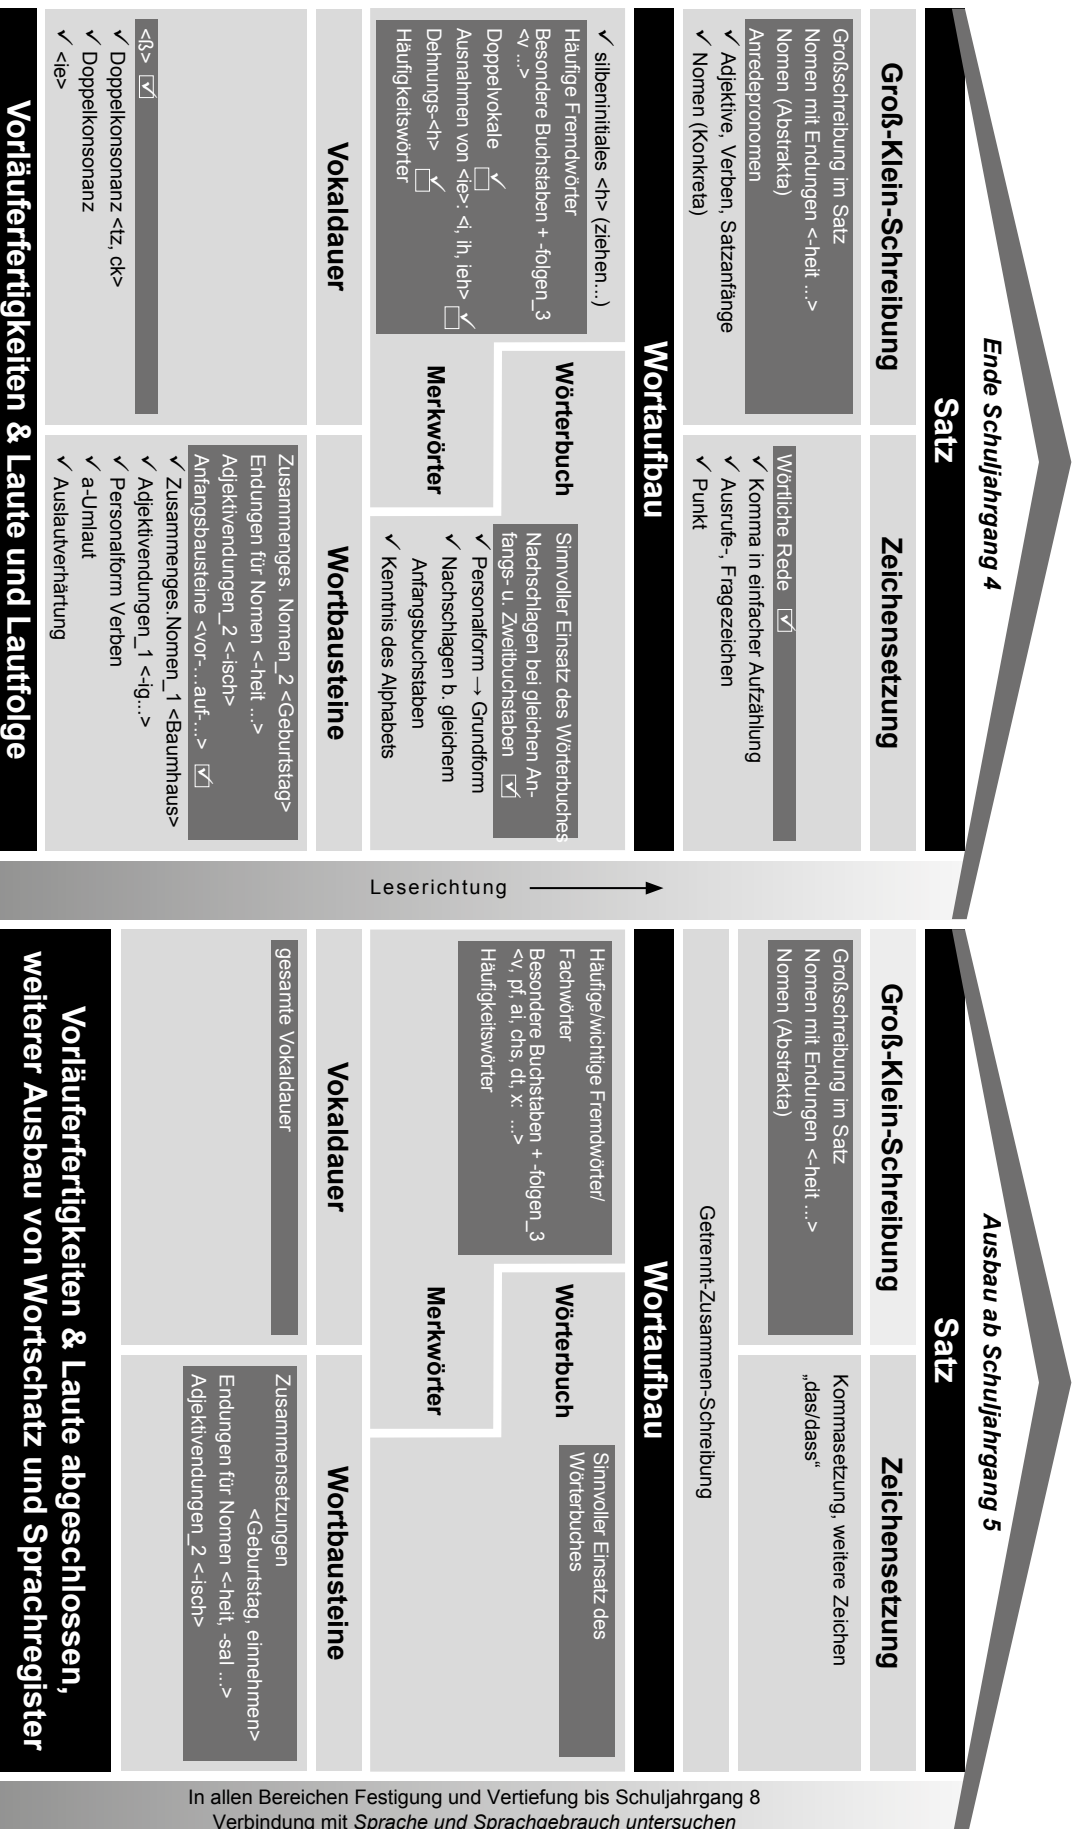 Ende Schuljahrgang 4
Satz
Groß-Klein-Schreibung
Großschreibung im Satz
Nomen mit Endungen <-heit ...>
Nomen (Abstrakta)
Anredepronomen
✓ Adjektive, Verben, Satzanfänge
✓ Nomen (Konkreta)
Zeichensetzung
Wörtliche Rede ☑
✓ Komma in einfacher Aufzählung
✓ Ausrufe-, Fragezeichen
✓ Punkt
Wortaufbau
✓ silbeninitiales <h> (ziehen...)
Häufige Fremdwörter
Besondere Buchstaben + -folgen_3
<v ...>
Doppelvokale ☑
Ausnahmen von <ie>: <i, ih, ieh> ☑
Dehnungs-<h> ☑
Häufigkeitswörter
Wörterbuch
Merkwörter
Sinnvoller Einsatz des Wörterbuches
Nachschlagen bei gleichen An-
fangs- u. Zweitbuchstaben ☑
✓ Personalform → Grundform
✓ Nachschlagen b. gleichem
Anfangsbuchstaben
✓ Kenntnis des Alphabets
Vokaldauer
<ß> ☑
✓ Doppelkonsonanz <tz, ck>
✓ Doppelkonsonanz
✓ <ie>
Wortbausteine
Zusammenges. Nomen_2 <Geburtstag>
Endungen für Nomen <-heit ...>
Adjektivendungen_2 <-isch>
Anfangsbausteine <vor-...auf-...> ☑
✓ Zusammenges.Nomen_1 <Baumhaus>
✓ Adjektivendungen_1 <-ig...>
✓ Personalform Verben
✓ a-Umlaut
✓ Auslautverhärtung
Vorläuferfertigkeiten & Laute und Lautfolge
Leserichtung →
Ausbau ab Schuljahrgang 5
Satz
Groß-Klein-Schreibung
Großschreibung im Satz
Nomen mit Endungen <-heit ...>
Nomen (Abstrakta)
Zeichensetzung
Kommasetzung, weitere Zeichen
„das/dass“
Getrennt-Zusammen-Schreibung
Wortaufbau
Häufige/wichtige Fremdwörter/
Fachwörter
Besondere Buchstaben + -folgen_3
<v, pf, ai, chs, dt, x: ...>
Häufigkeitswörter
Wörterbuch
Merkwörter
Sinnvoller Einsatz des
Wörterbuches
Vokaldauer
gesamte Vokaldauer
Wortbausteine
Zusammensetzungen
<Geburtstag, einnehmen>
Endungen für Nomen <-heit, -sal ...>
Adjektivendungen_2 <-isch>
Vorläuferfertigkeiten & Laute abgeschlossen,
weiterer Ausbau von Wortschatz und Sprachregister
In allen Bereichen Festigung und Vertiefung bis Schuljahrgang 8
Verbindung mit Sprache und Sprachgebrauch untersuchen